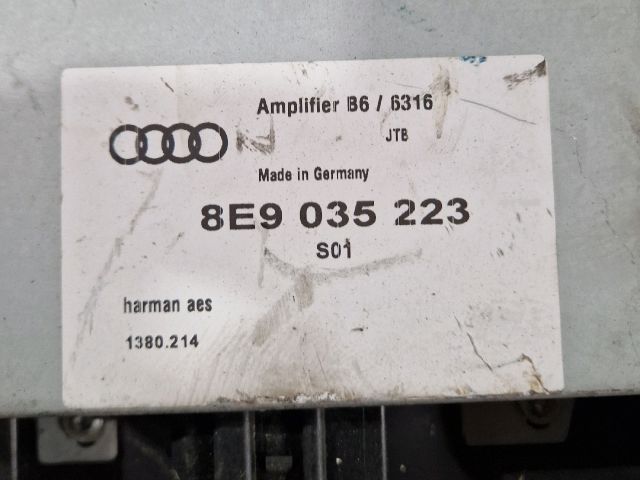 Amplifier B6 / 6316
JTB
Made in Germany
8E9 035 223
S01
harman aes
1380.214